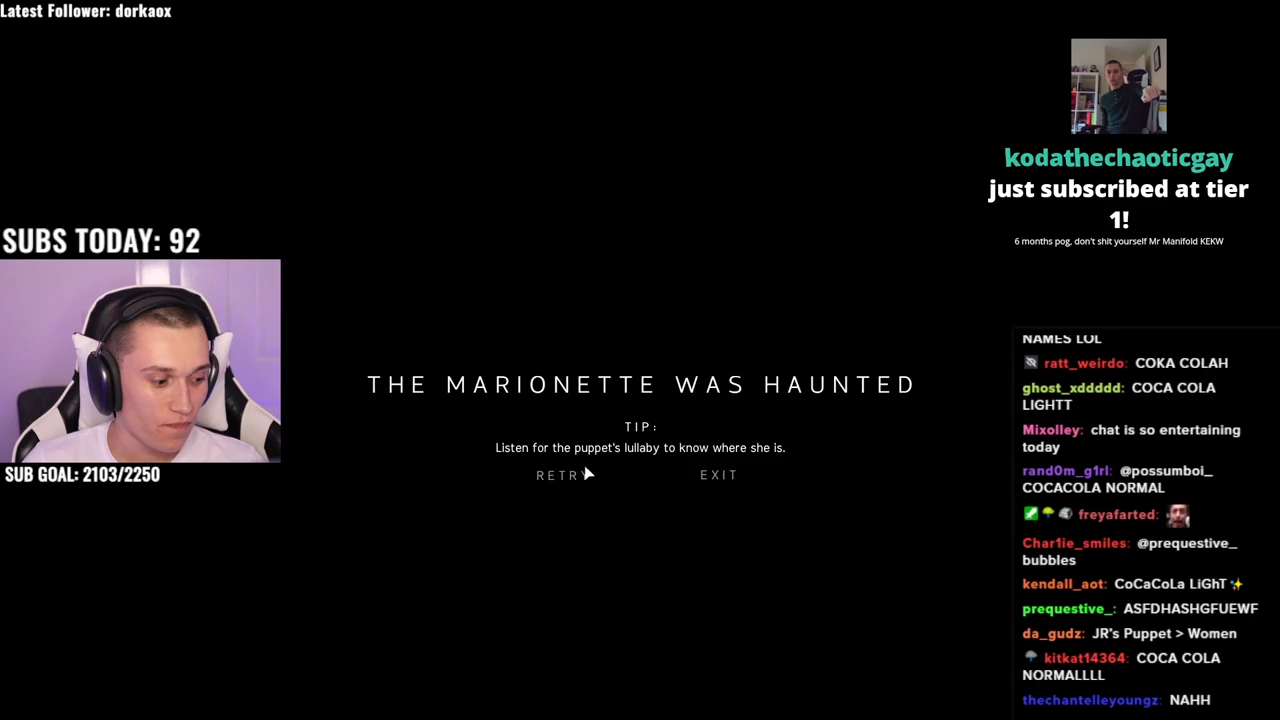 Latest Follower: dorkaox
kodathechaoticgay
just subscribed at tier
1!
6 months pog, don't shit yourself Mr Manifold KEKW
SUBS TODAY: 92
SUB GOAL: 2103/2250
THE MARIONETTE WAS HAUNTED
TIP:
Listen for the puppet's lullaby to know where she is.
RETRY
EXIT
NAMES LOL
ratt_weirdo: COKA COLAH
ghost_xddddd: COCA COLA
LIGHTT
Mixolley: chat is so entertaining
today
rand0m_g1rl: @possumboi_
COCACOLA NORMAL
freyafarted:
Char1ie_smiles: @prequestive_
bubbles
kendall_aot: CoCaCoLa LiGhT✨
prequestive_: ASFDHASHGFUEWF
da_gudz: JR's Puppet > Women
kitkat14364: COCA COLA
NORMALLLL
thechantelleyoungz: NAHH